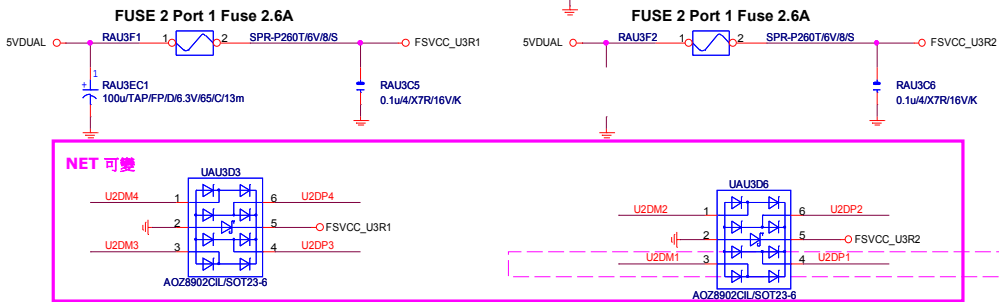 FUSE 2 Port 1 Fuse 2.6A
FUSE 2 Port 1 Fuse 2.6A
5VDUAL RAU3F1 1 2 SPR-P260T/6V/8/S FSVCC_U3R1
5VDUAL RAU3F2 1 2 SPR-P260T/6V/8/S FSVCC_U3R2
+ 1
RAU3EC1
100u/TAP/FP/D/6.3V/65/C/13m
RAU3C5
0.1u/4/X7R/16V/K
RAU3C6
0.1u/4/X7R/16V/K
NET 可變
UAU3D3
U2DM4 1 6 U2DP4
2 5 FSVCC_U3R1
U2DM3 3 4 U2DP3
AOZ8902CIL/SOT23-6
UAU3D6
U2DM2 1 6 U2DP2
2 5 FSVCC_U3R2
U2DM1 3 4 U2DP1
AOZ8902CIL/SOT23-6